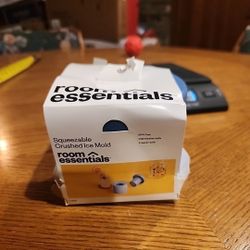 room
essentials
Squeezable
Crushed Ice Mold
room
essentials